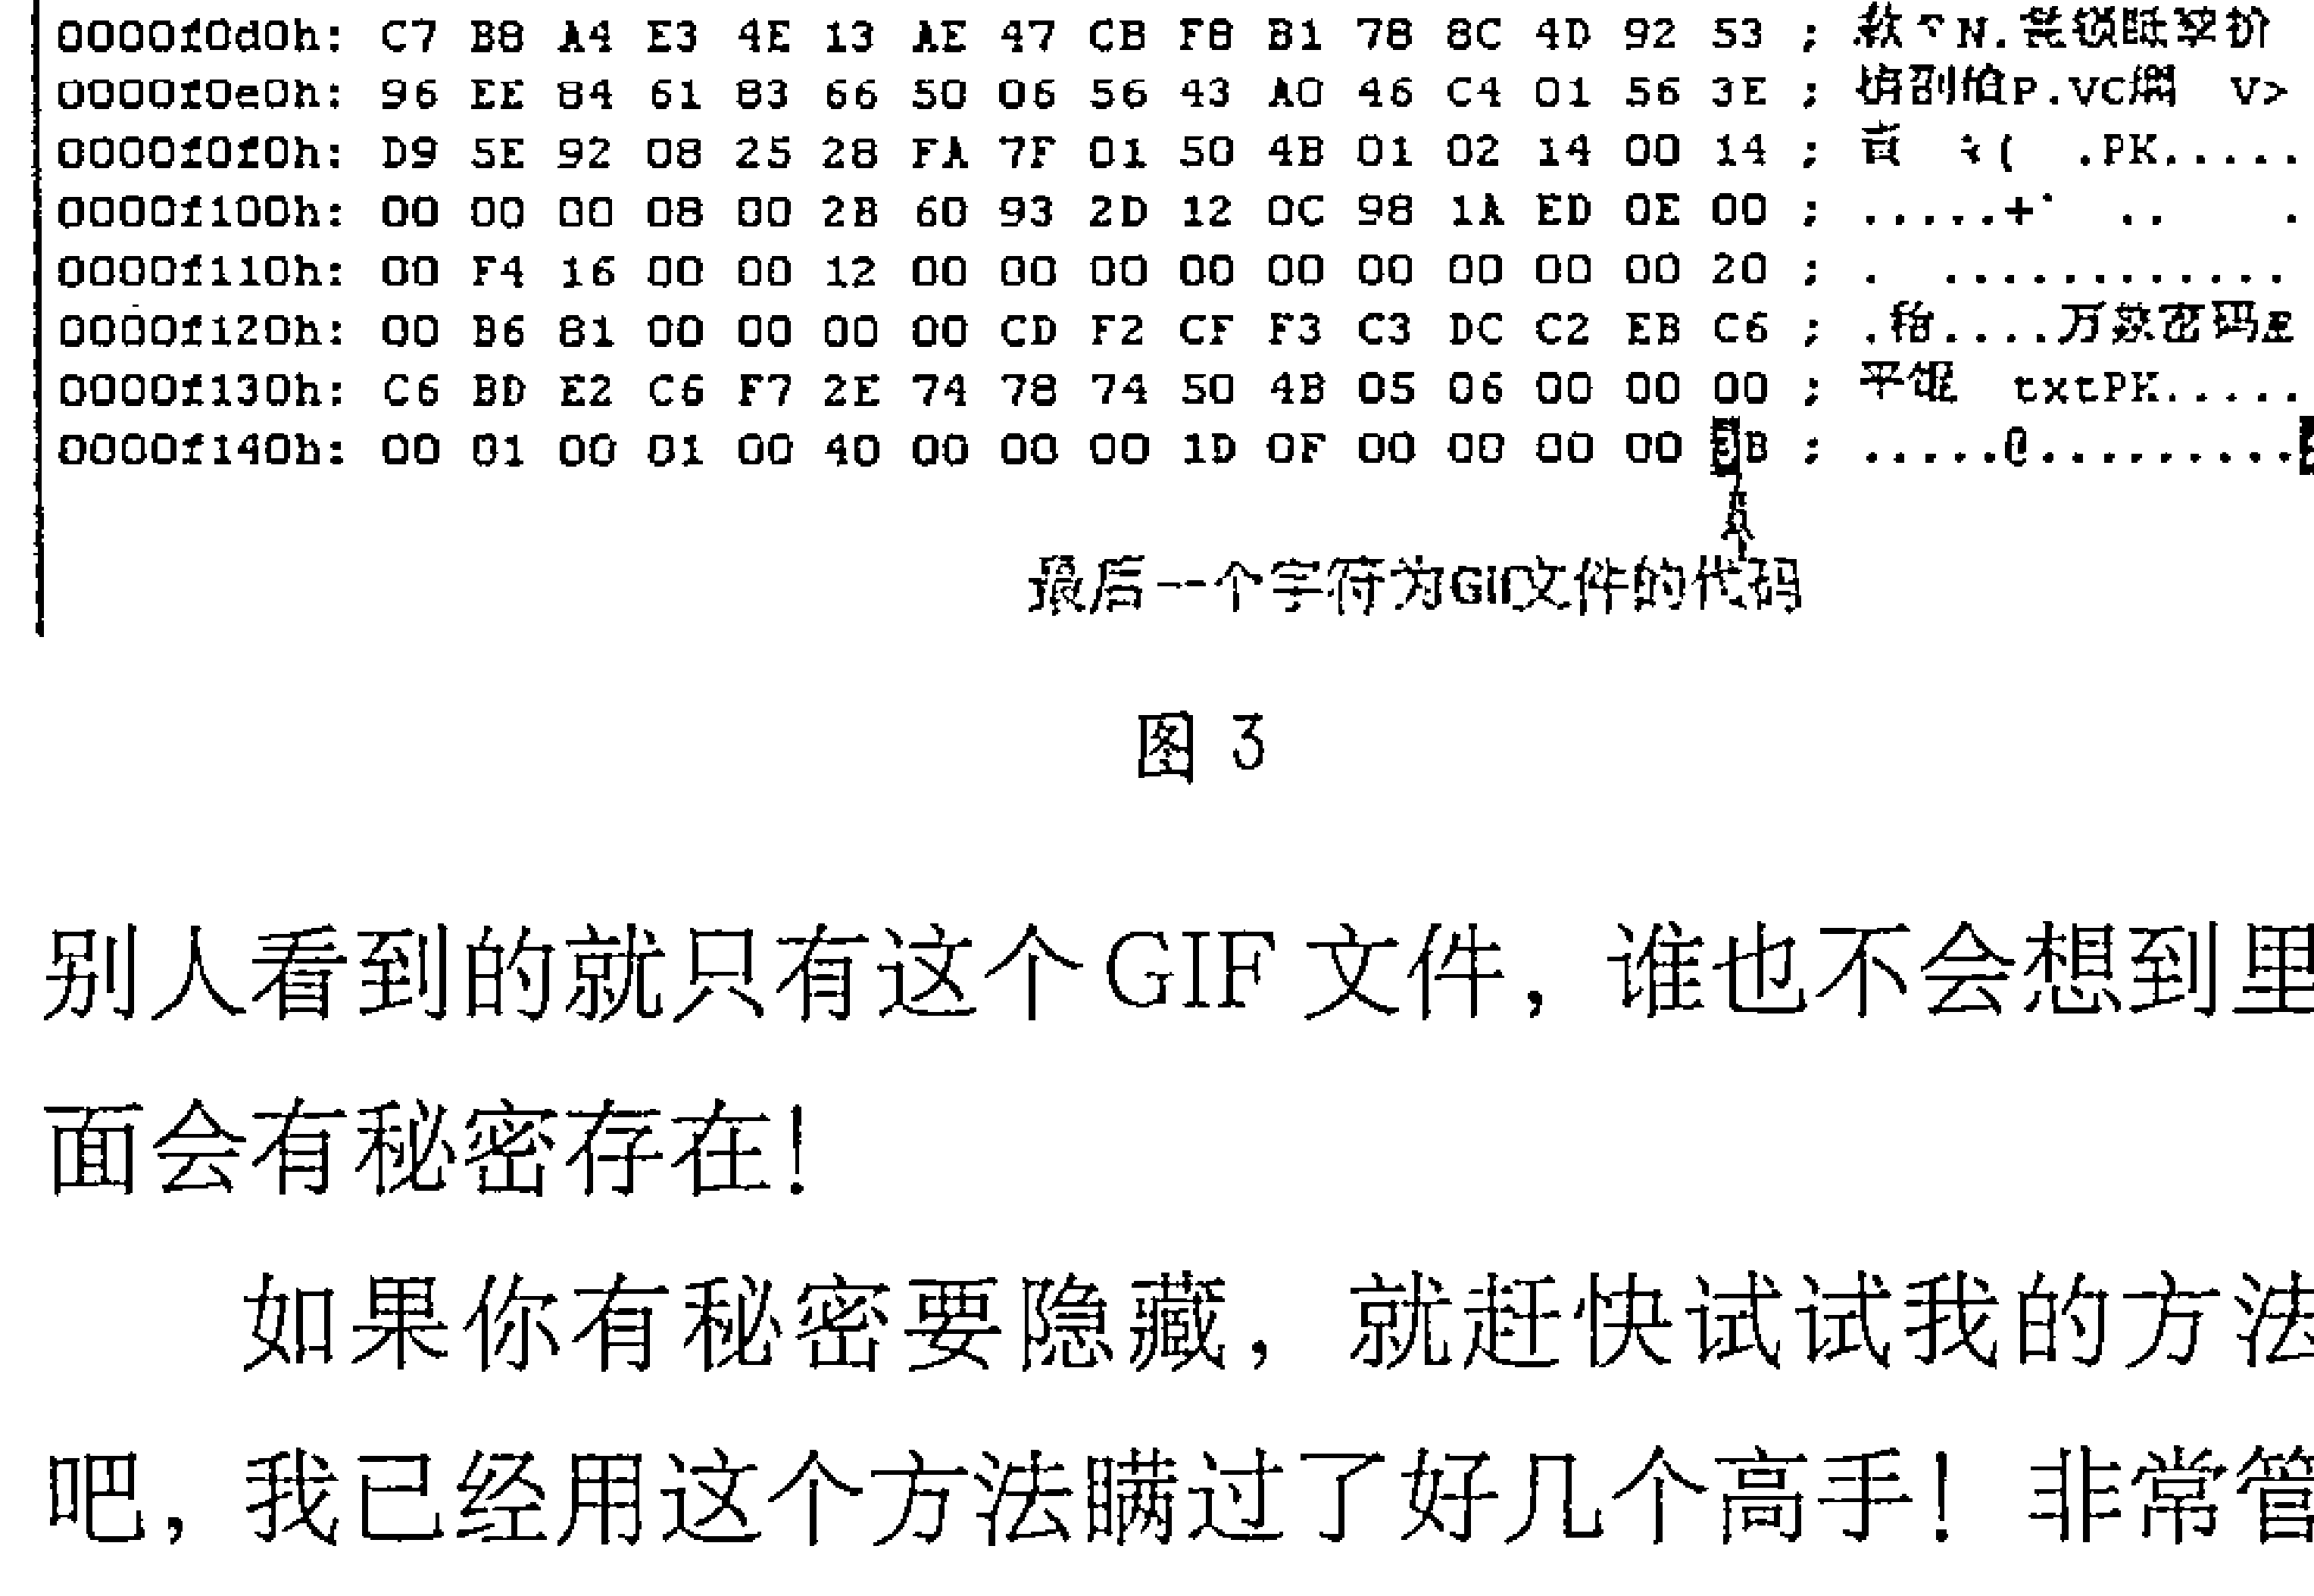 0000f0d0h: C7 B8 A4 E3 4E 13 AE 47 CB F8 B1 78 8C 4D 92 53 ;
0000f0e0h: 96 EE 84 61 83 66 50 06 56 43 A0 46 C4 01 56 3E ; P.VC V>
0000f0f0h: D9 5E 92 08 25 28 FA 7F 01 50 4B 01 02 14 00 14 ; ( .PK.....
0000f100h: 00 00 00 08 00 2B 60 93 2D 12 0C 98 1A ED 0E 00 ; .....+` .. .
0000f110h: 00 F4 16 00 00 12 00 00 00 00 00 00 00 00 00 20 ; . ............
0000f120h: 00 B6 81 00 00 00 00 CD F2 CF F3 C3 DC C2 EB C6 ; ....万 密码
0000f130h: C6 BD E2 C6 F7 2E 74 78 74 50 4B 05 06 00 00 00 ; 平 txtPK.....
0000f140h: 00 01 00 01 00 40 00 00 00 1D 0F 00 00 00 00 3B ; .....@.........
最后一个字符为GIF文件的代码
图 3
别人看到的就只有这个GIF文件，谁也不会想到里
面会有秘密存在！
如果你有秘密要隐藏，就赶快试试我的方法
吧，我已经用这个方法瞒过了好几个高手！非常管